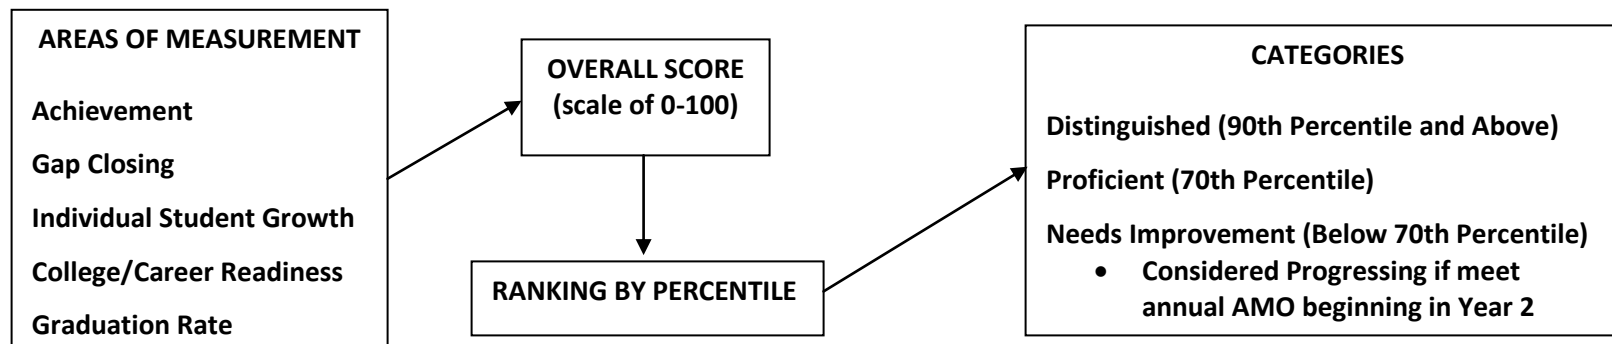 AREAS OF MEASUREMENT
Achievement
Gap Closing
Individual Student Growth
College/Career Readiness
Graduation Rate
OVERALL SCORE
(scale of 0-100)
RANKING BY PERCENTILE
CATEGORIES
Distinguished (90th Percentile and Above)
Proficient (70th Percentile)
Needs Improvement (Below 70th Percentile)
• Considered Progressing if meet
annual AMO beginning in Year 2